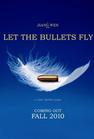 JIANG WEN
LET THE BULLETS FLY
COMING OUT
FALL 2010